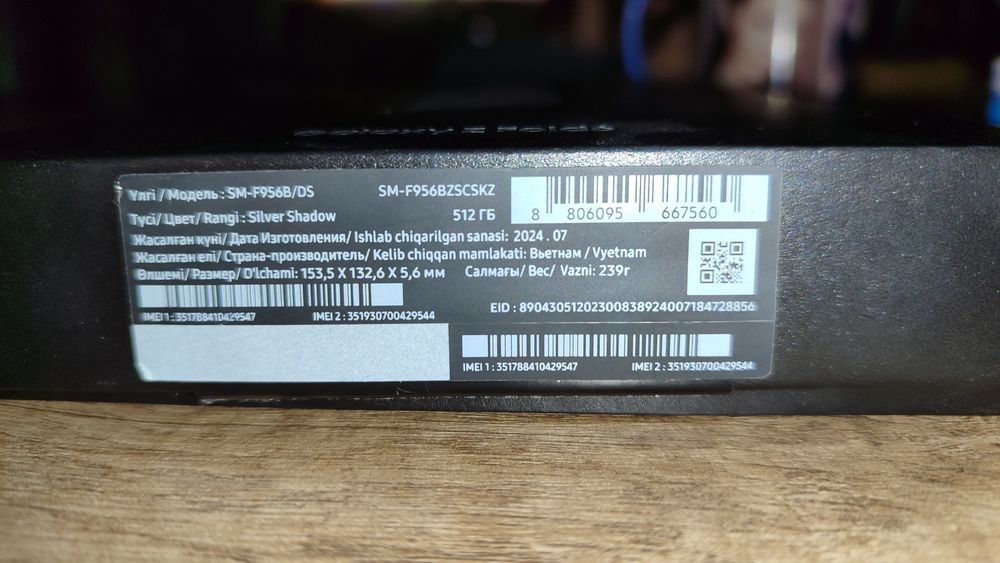 Үлгі / Модель : SM-F956B/DS SM-F956BZSCSKZ
Түсі/ Цвет/ Rangi : Silver Shadow 512 ГБ
8 806095 667560
Жасалған күні/ Дата Изготовления/ Ishlab chiqarilgan sanasi: 2024 . 07
Жасалған елі/ Страна-производитель/ Kelib chiqqan mamlakati: Вьетнам / Vyetnam
Өлшемі/ Размер/ O'lchami: 153,5 X 132,6 X 5,6 мм Салмағы/ Вес/ Vazni: 239г
EID : 89043051202300838924007184728856
IMEI 1 : 351788410429547 IMEI 2 : 351930700429544
IMEI 1 : 351788410429547 IMEI 2 : 351930700429544